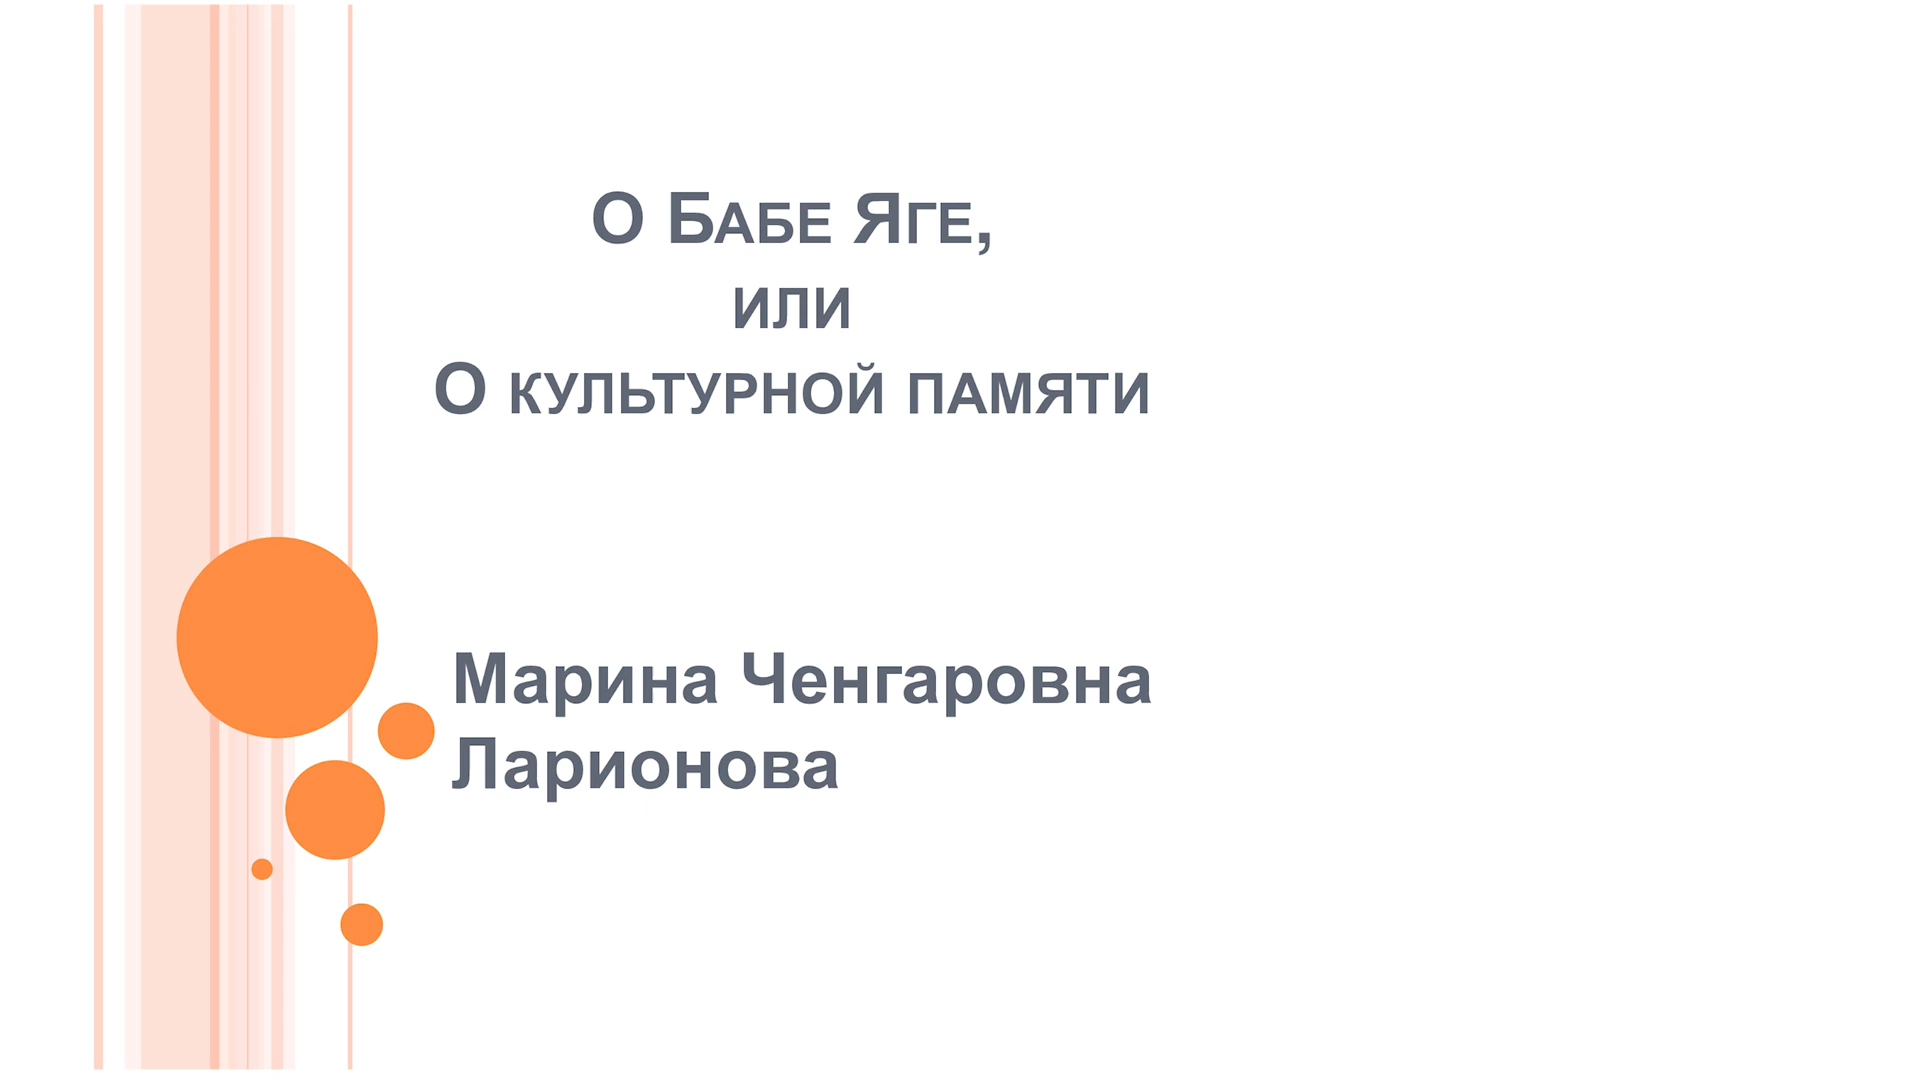 О Бабе Яге,
или
О культурной памяти
Марина Ченгаровна
Ларионова